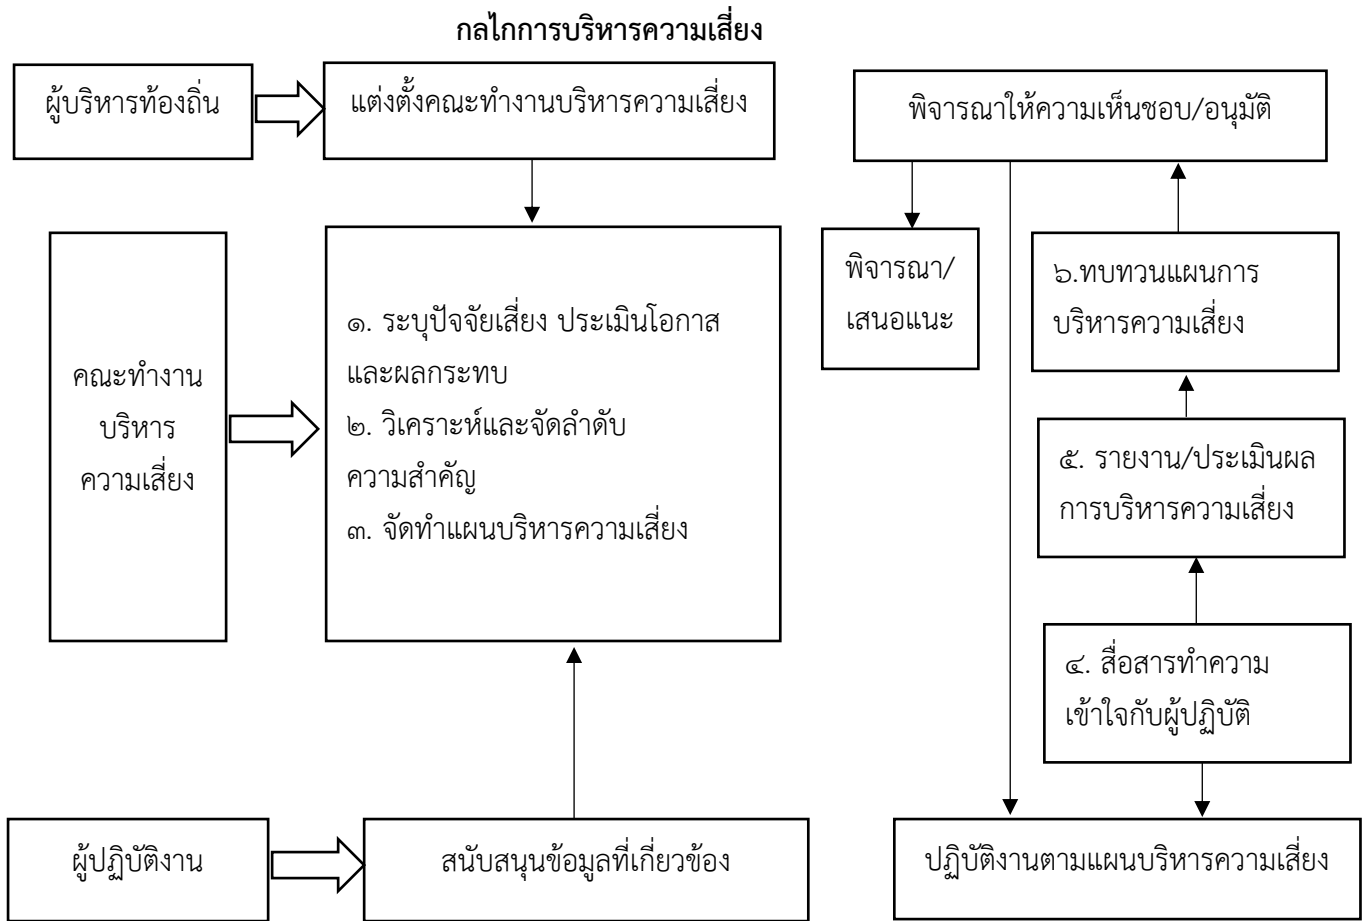 กลไกการบริหารความเสี่ยง
ผู้บริหารท้องถิ่น
แต่งตั้งคณะทำงานบริหารความเสี่ยง
พิจารณาให้ความเห็นชอบ/อนุมัติ
คณะทำงาน
บริหาร
ความเสี่ยง
๑. ระบุปัจจัยเสี่ยง ประเมินโอกาส
และผลกระทบ
๒. วิเคราะห์และจัดลำดับ
ความสำคัญ
๓. จัดทำแผนบริหารความเสี่ยง
พิจารณา/
เสนอแนะ
๖.ทบทวนแผนการ
บริหารความเสี่ยง
๕. รายงาน/ประเมินผล
การบริหารความเสี่ยง
๔. สื่อสารทำความ
เข้าใจกับผู้ปฏิบัติ
ผู้ปฏิบัติงาน
สนับสนุนข้อมูลที่เกี่ยวข้อง
ปฏิบัติงานตามแผนบริหารความเสี่ยง